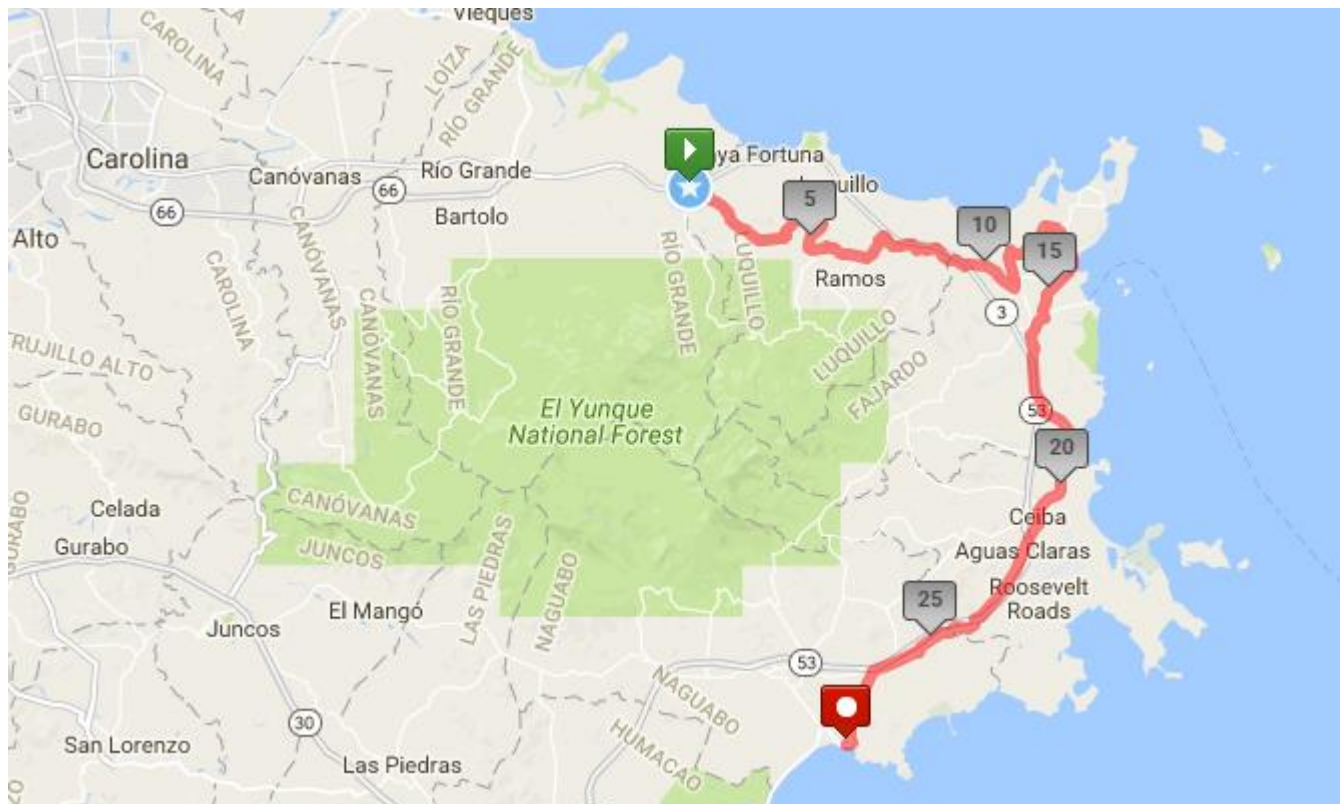 Vieques
CAROLINA
LOÍZA
RÍO GRANDE
Carolina
Canóvanas
66
Río Grande
aya Fortuna
uillo
66
Bartolo
5
10
Alto
15
RÍO GRANDE
LUQUILLO
Ramos
CANÓVANAS
CAROLINA
CANÓVANAS
RÍO GRANDE
3
TRUJILLO ALTO
LUQUILLO
FAJARDO
GURABO
El Yunque
National Forest
53
20
CANÓVANAS
Celada
Ceiba
GURABO
Gurabo
JUNCOS
LAS PIEDRAS
NAGUABO
Aguas Claras
Roosevelt
Roads
El Mangó
25
Juncos
53
NAGUABO
30
HUMACAO
San Lorenzo
Las Piedras